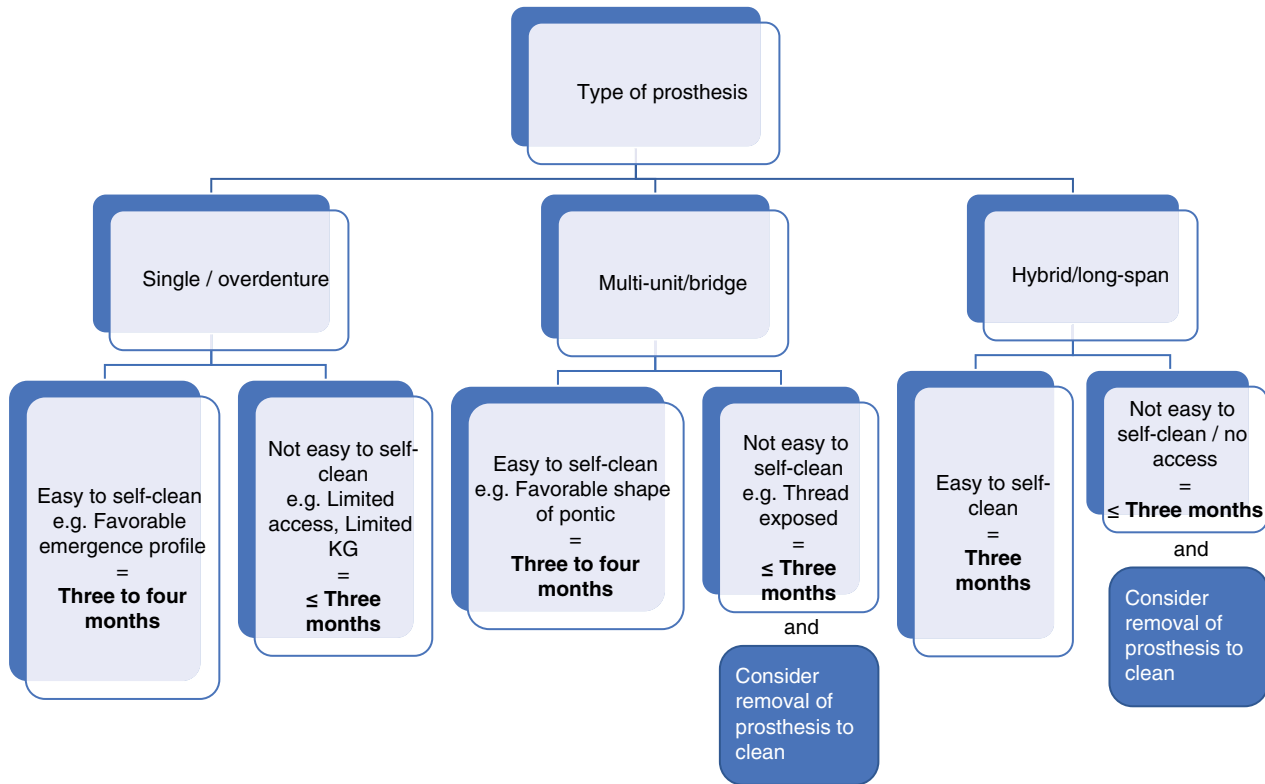 Type of prosthesis
Single / overdenture
Multi-unit/bridge
Hybrid/long-span
Easy to self-clean
e.g. Favorable
emergence profile
=
Three to four
months
Not easy to self-
clean
e.g. Limited
access, Limited
KG
=
≤ Three
months
Easy to self-clean
e.g. Favorable shape
of pontic
=
Three to four
months
Not easy to
self-clean
e.g. Thread
exposed
=
≤ Three
months
and
Consider
removal of
prosthesis to
clean
Easy to self-
clean
=
Three
months
Not easy to
self-clean / no
access
=
≤ Three months
and
Consider
removal of
prosthesis to
clean